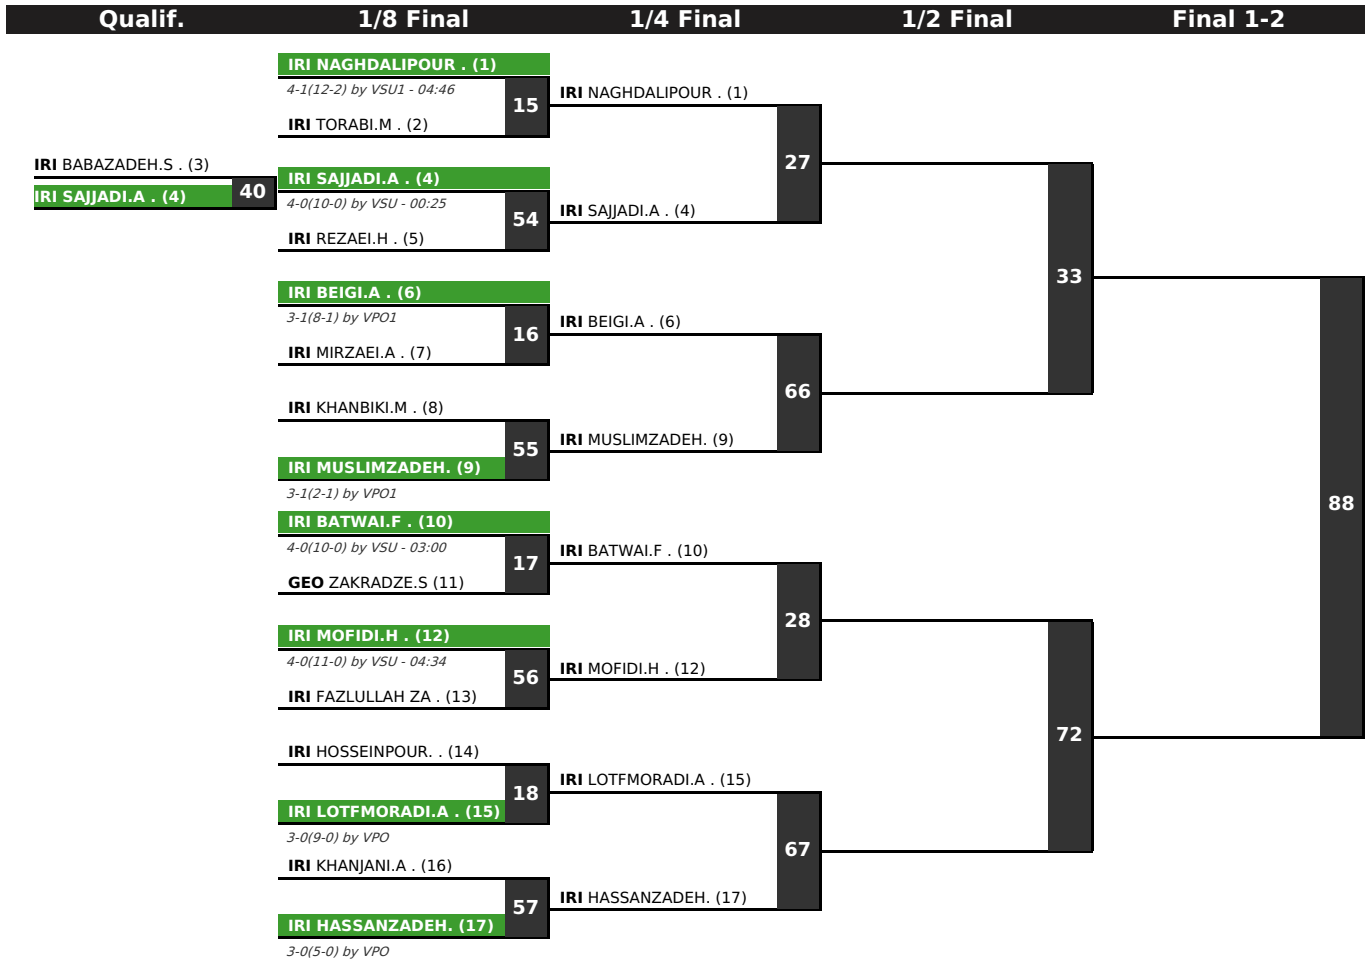 Qualif. 1/8 Final 1/4 Final 1/2 Final Final 1-2
IRI BABAZADEH.S . (3)
IRI SAJJADI.A . (4)
40
IRI NAGHDALIPOUR . (1)
4-1(12-2) by VSU1 - 04:46
15
IRI TORABI.M . (2)
IRI SAJJADI.A . (4)
4-0(10-0) by VSU - 00:25
54
IRI REZAEI.H . (5)
IRI BEIGI.A . (6)
3-1(8-1) by VPO1
16
IRI MIRZAEI.A . (7)
IRI KHANBIKI.M . (8)
55
IRI MUSLIMZADEH. (9)
3-1(2-1) by VPO1
IRI BATWAI.F . (10)
4-0(10-0) by VSU - 03:00
17
GEO ZAKRADZE.S (11)
IRI MOFIDI.H . (12)
4-0(11-0) by VSU - 04:34
56
IRI FAZLULLAH ZA . (13)
IRI HOSSEINPOUR. . (14)
18
IRI LOTFMORADI.A . (15)
3-0(9-0) by VPO
IRI KHANJANI.A . (16)
57
IRI HASSANZADEH. (17)
3-0(5-0) by VPO
IRI NAGHDALIPOUR . (1)
27
IRI SAJJADI.A . (4)
IRI BEIGI.A . (6)
66
IRI MUSLIMZADEH. (9)
IRI BATWAI.F . (10)
28
IRI MOFIDI.H . (12)
IRI LOTFMORADI.A . (15)
67
IRI HASSANZADEH. (17)
33
72
88